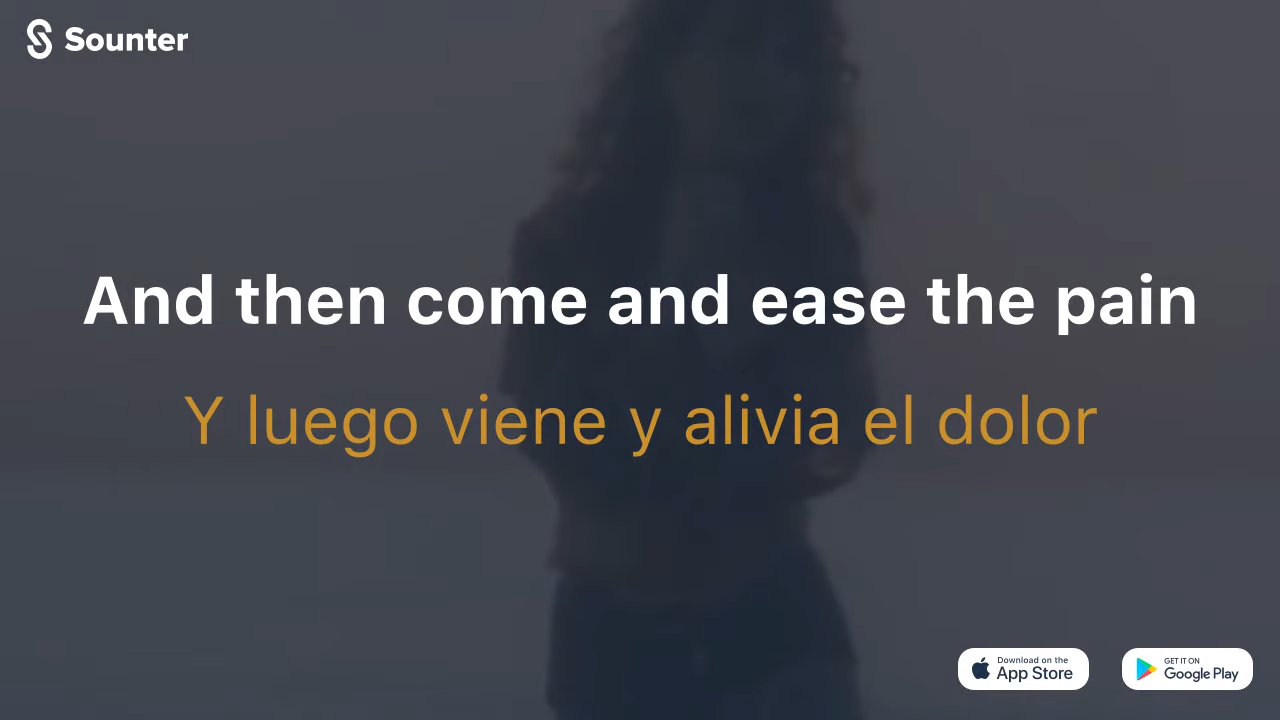 Sounter
And then come and ease the pain
Y luego viene y alivia el dolor
Download on the
App Store
GET IT ON
Google Play